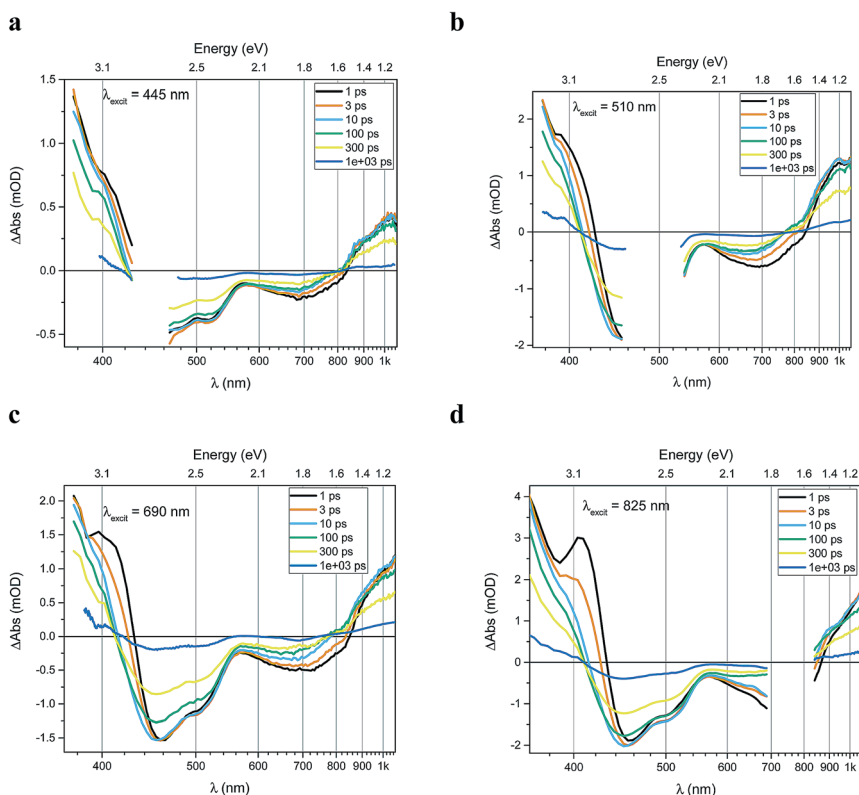 a
Energy (eV)
3.1 2.5 2.1 1.8 1.6 1.4 1.2
λexcit = 445 nm
1 ps
3 ps
10 ps
100 ps
300 ps
1e+03 ps
ΔAbs (mOD)
1.5
1.0
0.5
0.0
-0.5
400 500 600 700 800 900 1k
λ (nm)
b
Energy (eV)
3.1 2.5 2.1 1.8 1.6 1.4 1.2
λexcit = 510 nm
1 ps
3 ps
10 ps
100 ps
300 ps
1e+03 ps
ΔAbs (mOD)
2
1
0
-1
-2
400 500 600 700 800 900 1k
λ (nm)
c
Energy (eV)
3.1 2.5 2.1 1.8 1.6 1.4 1.2
λexcit = 690 nm
1 ps
3 ps
10 ps
100 ps
300 ps
1e+03 ps
ΔAbs (mOD)
2.0
1.5
1.0
0.5
0.0
-0.5
-1.0
-1.5
400 500 600 700 800 900 1k
λ (nm)
d
Energy (eV)
3.1 2.5 2.1 1.8 1.6 1.4 1.2
λexcit = 825 nm
1 ps
3 ps
10 ps
100 ps
300 ps
1e+03 ps
ΔAbs (mOD)
4
3
2
1
0
-1
-2
400 500 600 700 800 900 1k
λ (nm)